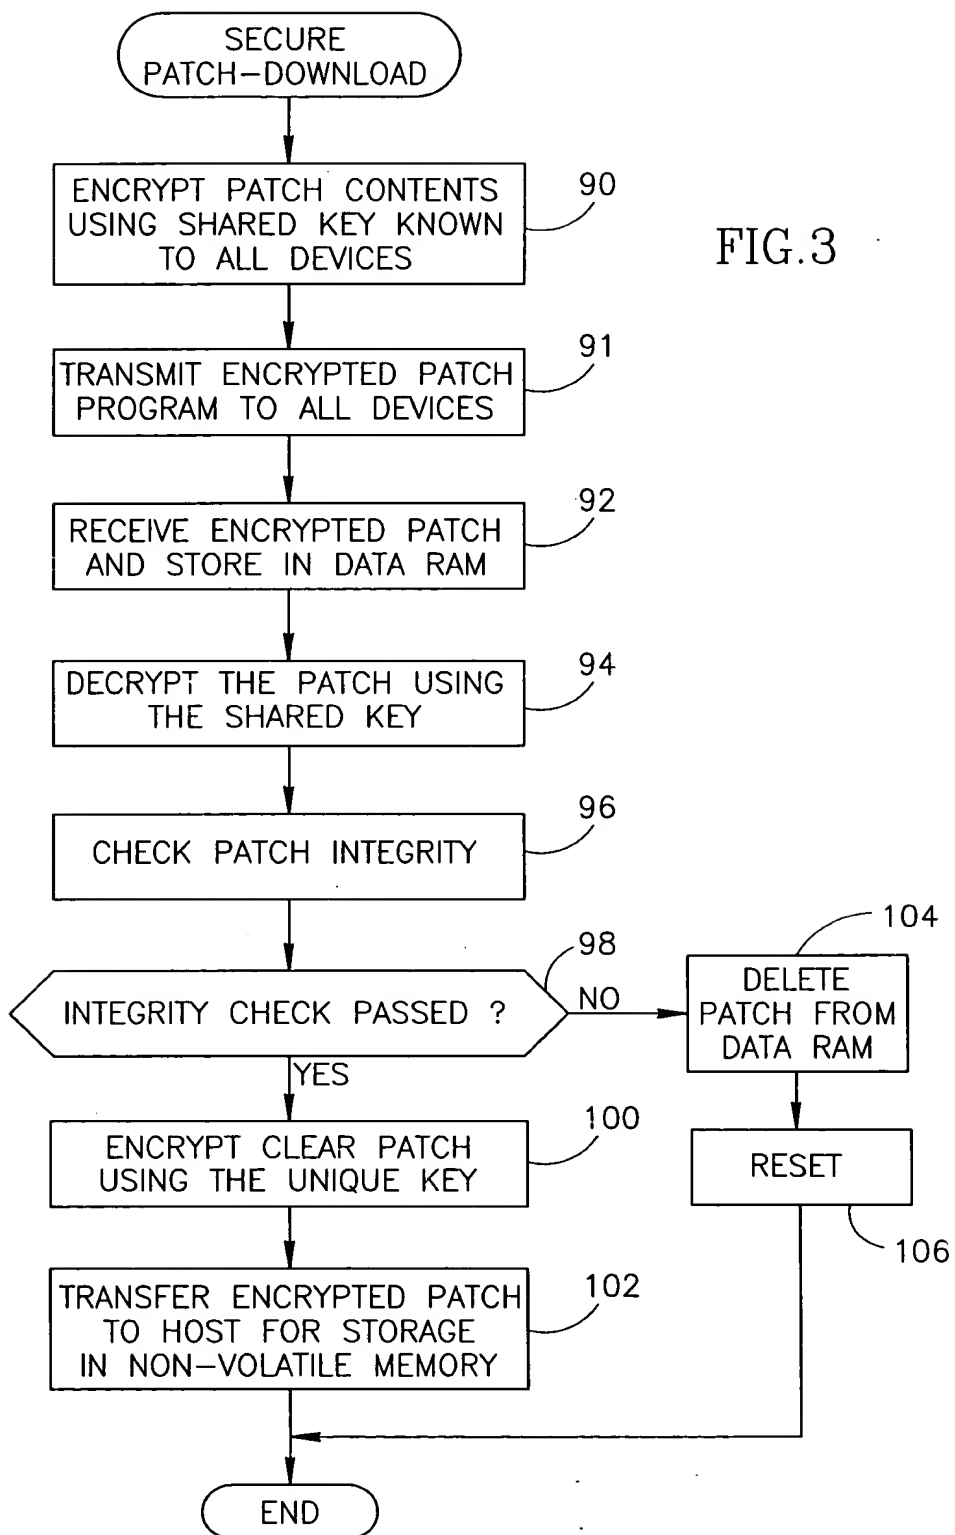 SECURE
PATCH-DOWNLOAD
ENCRYPT PATCH CONTENTS
USING SHARED KEY KNOWN
TO ALL DEVICES
90
FIG.3
TRANSMIT ENCRYPTED PATCH
PROGRAM TO ALL DEVICES
91
RECEIVE ENCRYPTED PATCH
AND STORE IN DATA RAM
92
DECRYPT THE PATCH USING
THE SHARED KEY
94
CHECK PATCH INTEGRITY
96
INTEGRITY CHECK PASSED ?
98
NO
DELETE
PATCH FROM
DATA RAM
104
YES
ENCRYPT CLEAR PATCH
USING THE UNIQUE KEY
100
RESET
106
TRANSFER ENCRYPTED PATCH
TO HOST FOR STORAGE
IN NON-VOLATILE MEMORY
102
END